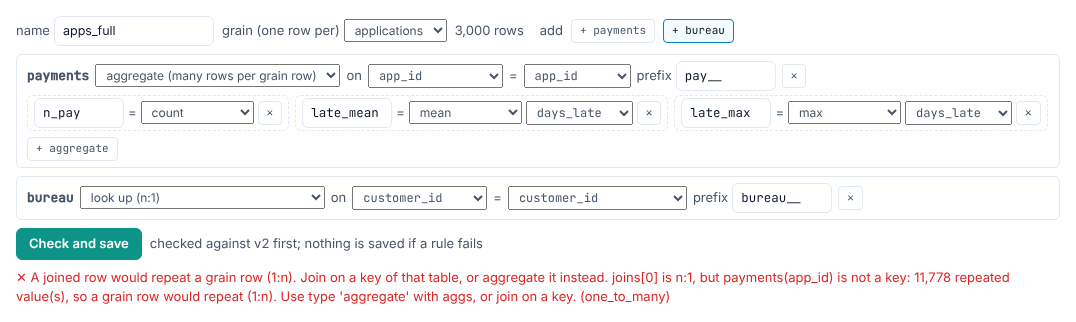 name apps_full grain (one row per) applications 3,000 rows add + payments + bureau
payments aggregate (many rows per grain row) on app_id = app_id prefix pay__ ×
n_pay = count × late_mean = mean days_late × late_max = max days_late ×
+ aggregate
bureau look up (n:1) on customer_id = customer_id prefix bureau__ ×
Check and save checked against v2 first; nothing is saved if a rule fails
✕ A joined row would repeat a grain row (1:n). Join on a key of that table, or aggregate it instead. joins[0] is n:1, but payments(app_id) is not a key: 11,778 repeated
value(s), so a grain row would repeat (1:n). Use type 'aggregate' with aggs, or join on a key. (one_to_many)